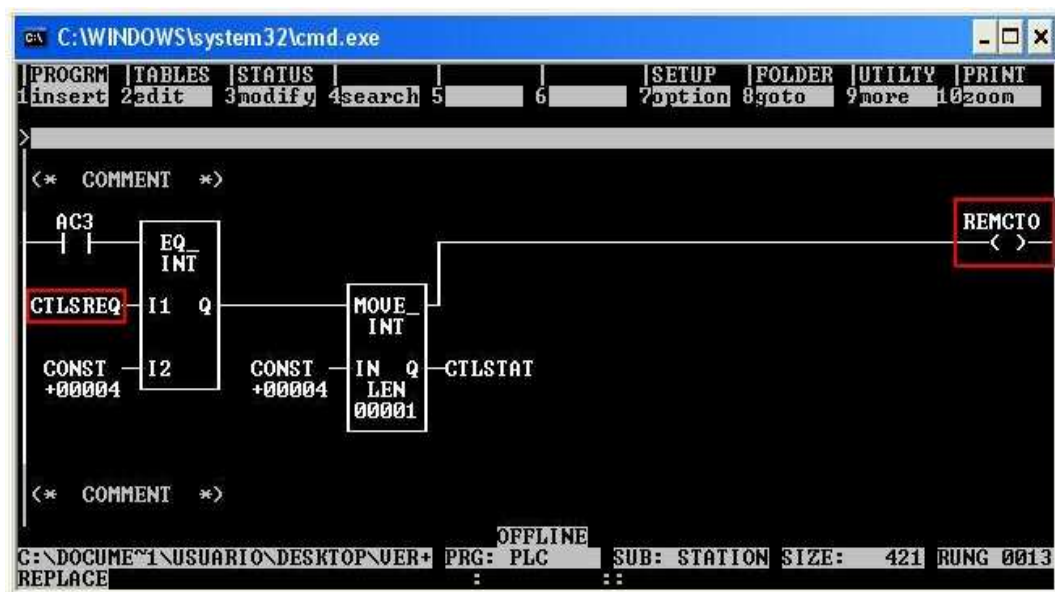 C:\WINDOWS\system32\cmd.exe
PROGRM TABLES STATUS SETUP FOLDER UTILTY PRINT
1insert 2edit 3modify 4search 5 6 7option 8goto 9more 10zoom
>
(* COMMENT *)
AC3
REMCTO
EQ_
INT
CTLSREQ I1 Q
MOVE_
INT
CONST I2
+00004
CONST IN Q CTLSTAT
+00004 LEN
00001
(* COMMENT *)
OFFLINE
C:\DOCUME~1\USUARIO\DESKTOP\VER+ PRG: PLC SUB: STATION SIZE: 421 RUNG 0013
REPLACE : ::